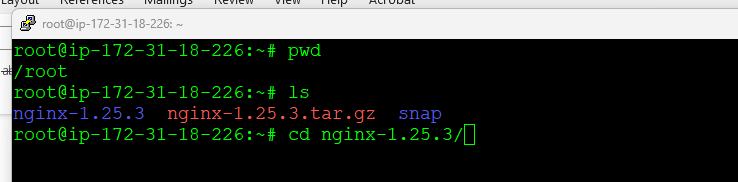 Layout References Mailings Review View Help Acrobat
root@ip-172-31-18-226: ~
root@ip-172-31-18-226:~# pwd
/root
root@ip-172-31-18-226:~# ls
nginx-1.25.3 nginx-1.25.3.tar.gz snap
root@ip-172-31-18-226:~# cd nginx-1.25.3/